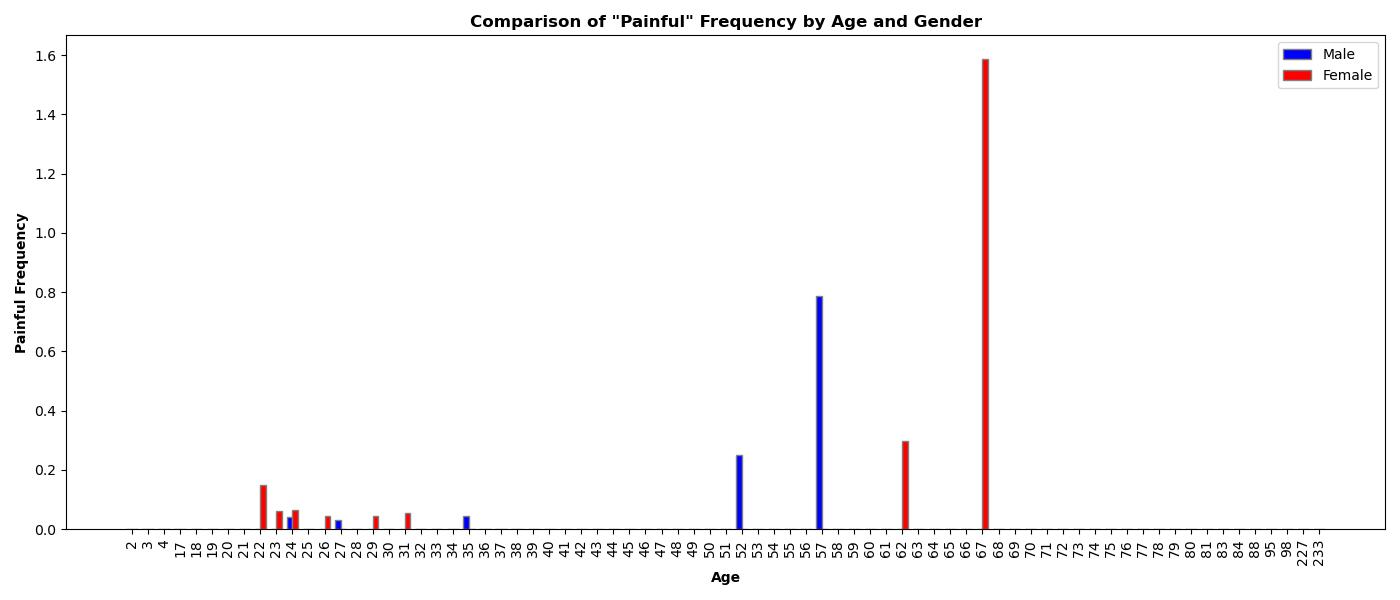 Comparison of "Painful" Frequency by Age and Gender
Painful Frequency
1.6
1.4
1.2
1.0
0.8
0.6
0.4
0.2
0.0
Male
Female
2 3 4 17 18 19 20 21 22 23 24 25 26 27 28 29 30 31 32 33 34 35 36 37 38 39 40 41 42 43 44 45 46 47 48 49 50 51 52 53 54 55 56 57 58 59 60 61 62 63 64 65 66 67 68 69 70 71 72 73 74 75 76 77 78 79 80 81 83 84 88 95 98 227 233
Age